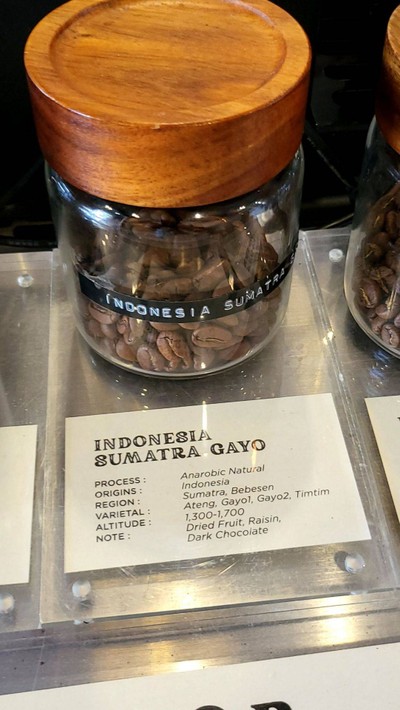 INDONESIA SUMATRA
INDONESIA
SUMATRA GAYO
PROCESS : Anarobic Natural
ORIGINS : Indonesia
REGION : Sumatra, Bebesen
VARIETAL : Ateng, Gayo1, Gayo2, Timtim
ALTITUDE : 1,300-1,700
NOTE : Dried Fruit, Raisin,
Dark Chocolate